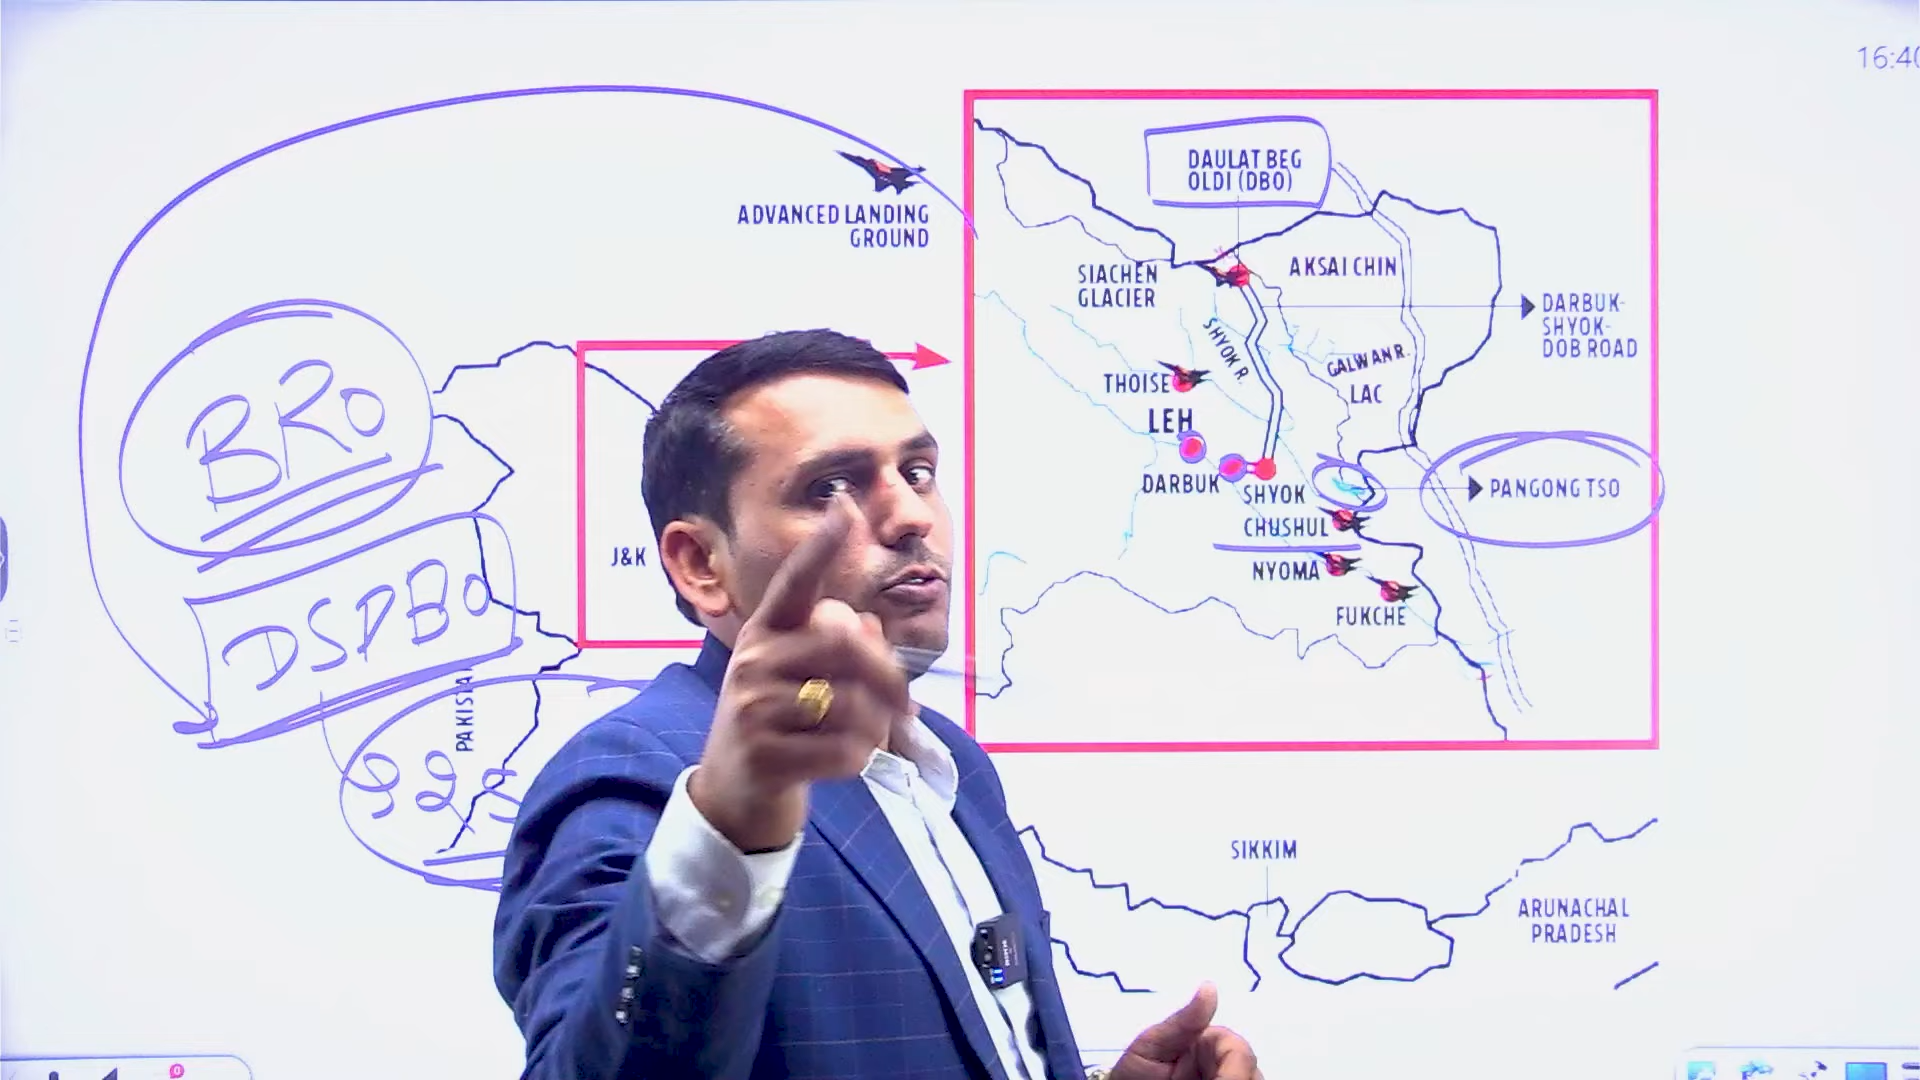 16:40
ADVANCED LANDING
GROUND
BRO
DSDBO
PAKISTA
J&K
DAULAT BEG
OLDI (DBO)
SIACHEN
GLACIER
AKSAI CHIN
DARBUK-
SHYOK-
DOB ROAD
SHYOK R.
GALWAN R.
LAC
THOISE
LEH
DARBUK
SHYOK
PANGONG TSO
CHUSHUL
NYOMA
FUKCHE
SIKKIM
ARUNACHAL
PRADESH